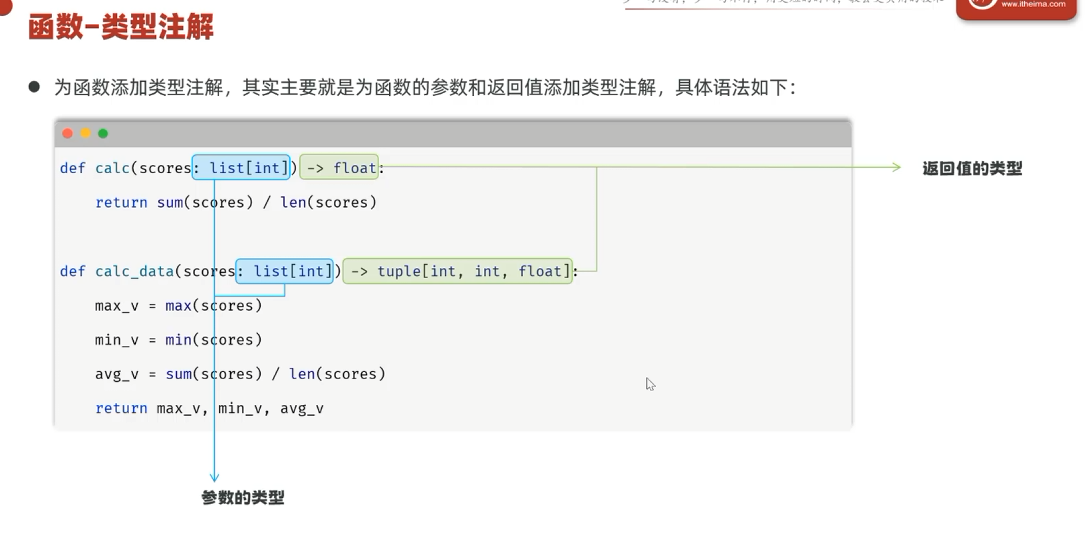 www.itheima.com
函数-类型注解
为函数添加类型注解，其实主要就是为函数的参数和返回值添加类型注解，具体语法如下：
def calc(scores: list[int]) -> float:
返回值的类型
return sum(scores) / len(scores)
def calc_data(scores: list[int]) -> tuple[int, int, float]:
max_v = max(scores)
min_v = min(scores)
avg_v = sum(scores) / len(scores)
return max_v, min_v, avg_v
参数的类型